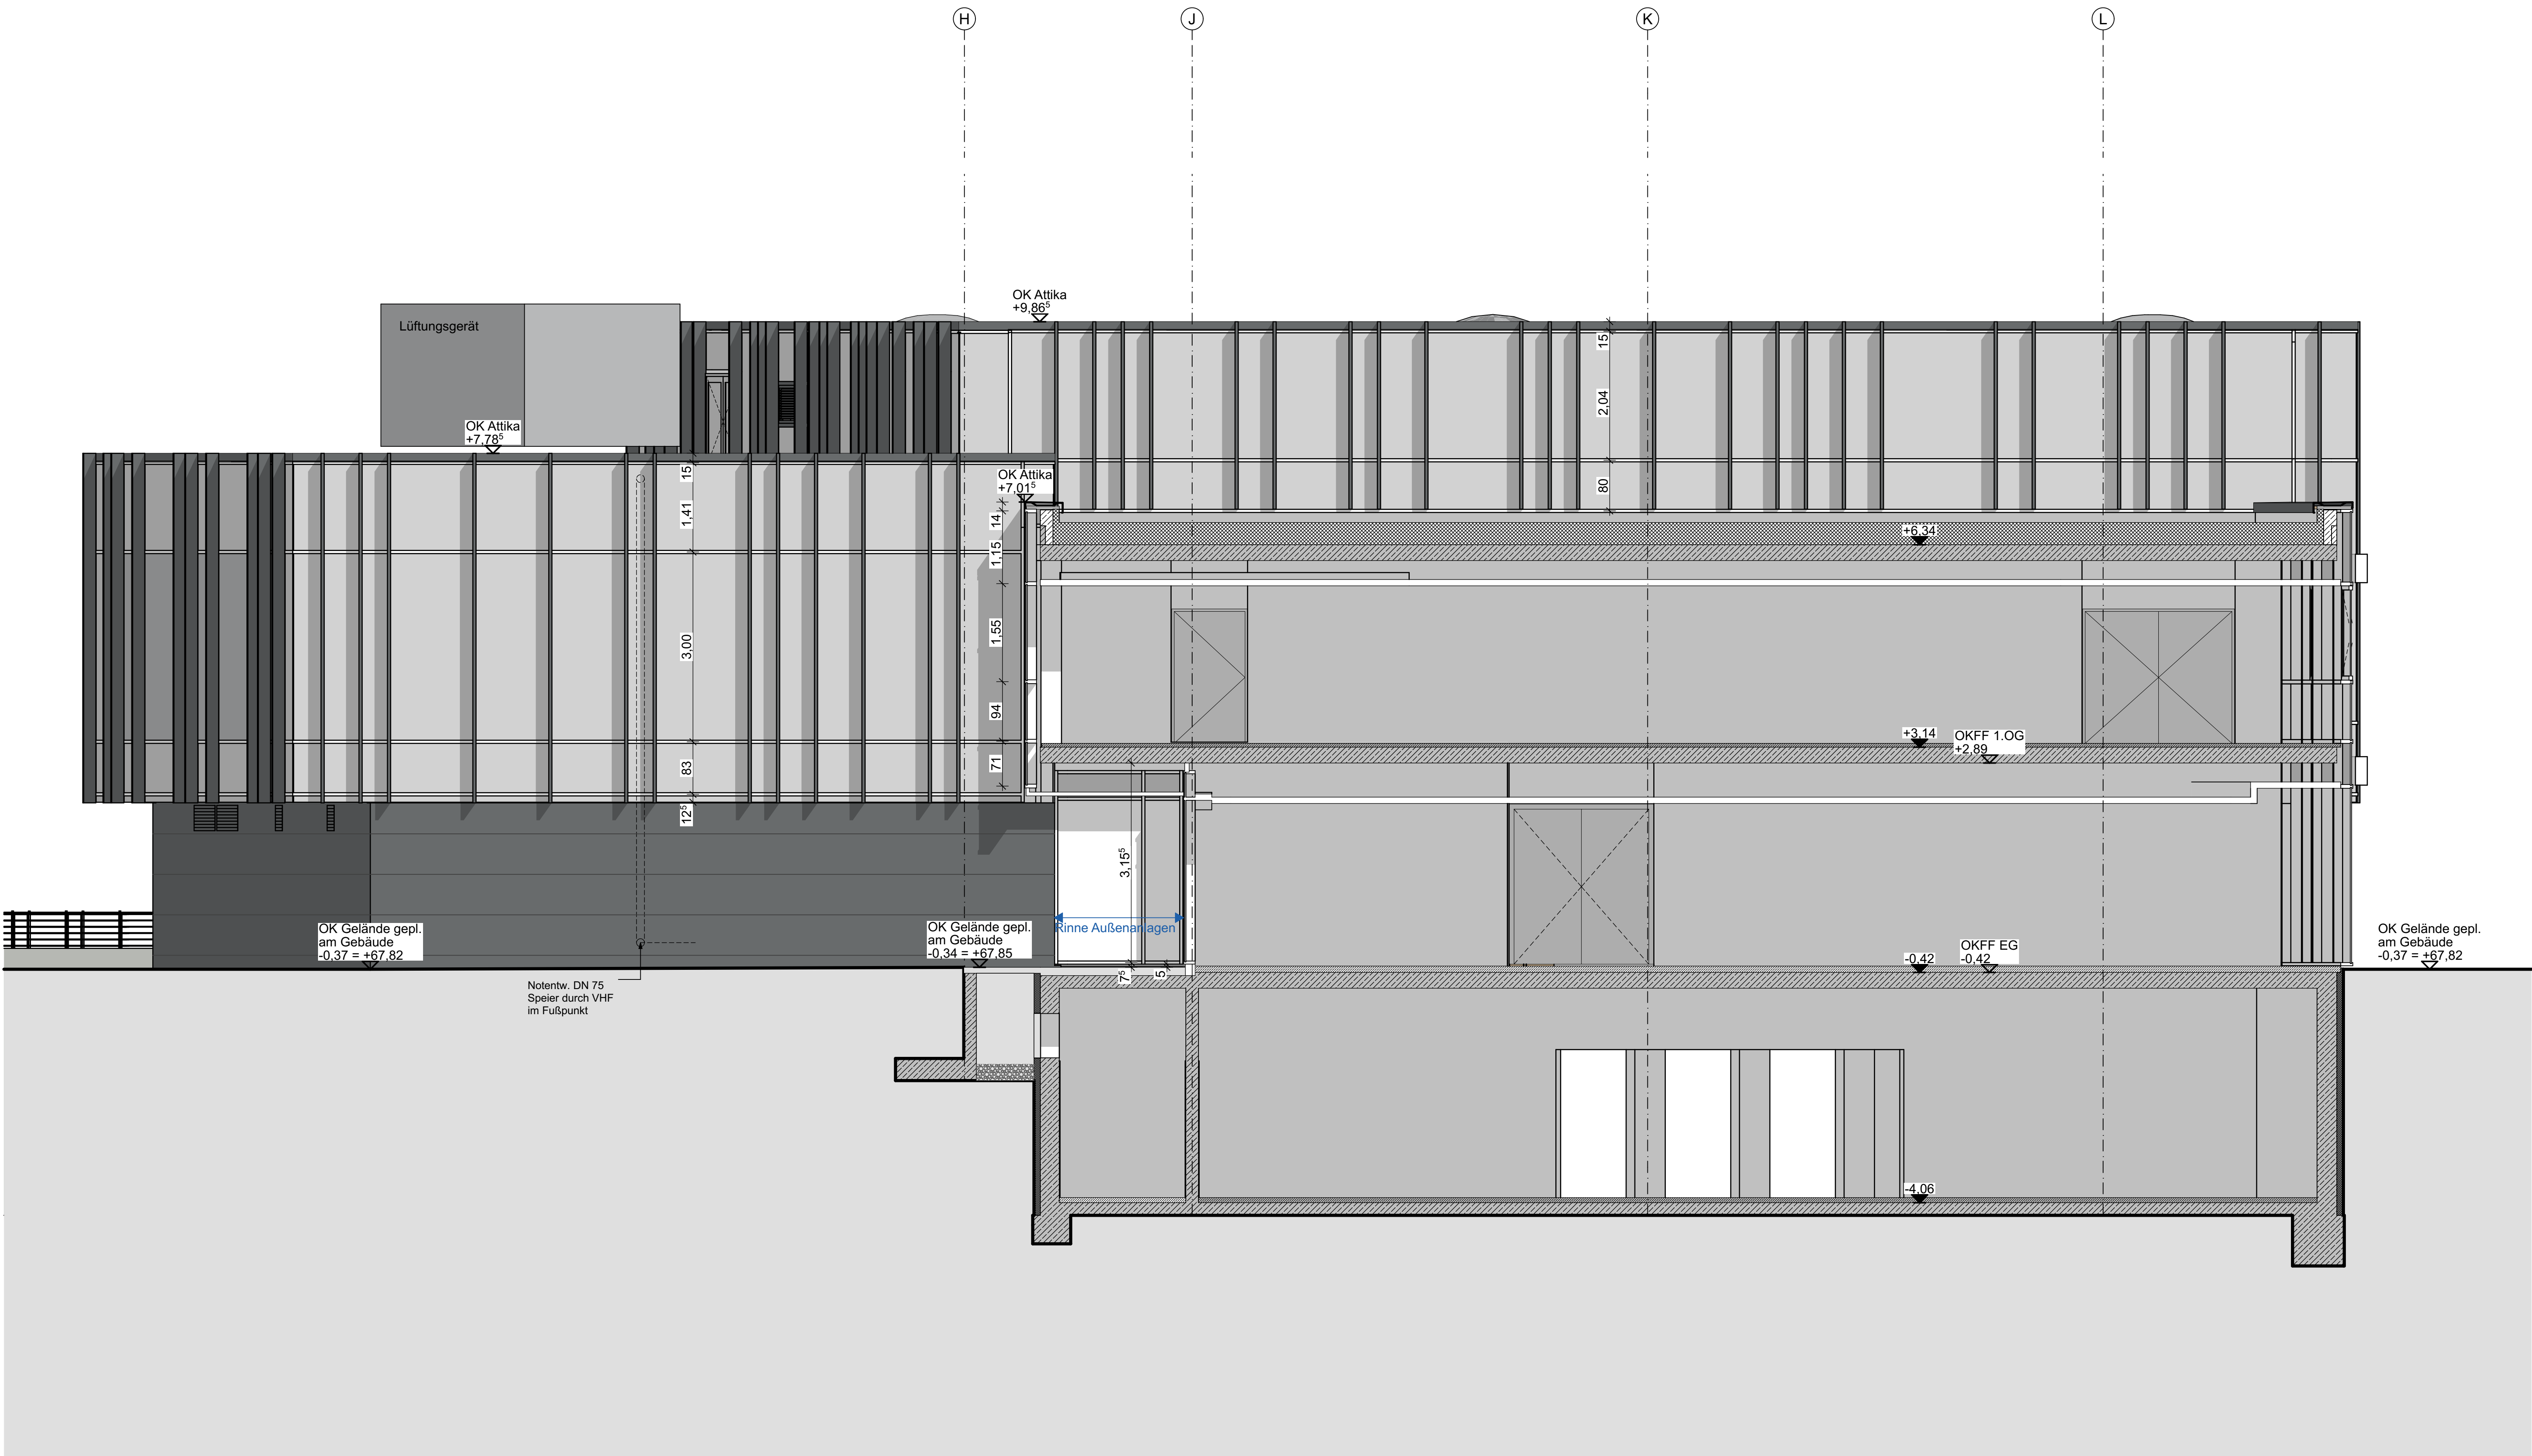 H
J
K
L
OK Attika
+9,86⁵
Lüftungsgerät
15
2,04
80
OK Attika
+7,78⁵
15
1,41
3,00
83
12⁵
OK Attika
+7,01⁵
14
1,15
1,55
94
71
+6,34
+3,14
OKFF 1.OG
+2,89
3,15⁵
Rinne Außenanlagen
OK Gelände gepl.
am Gebäude
-0,37 = +67,82
OK Gelände gepl.
am Gebäude
-0,34 = +67,85
7⁵
5
-0,42
OKFF EG
-0,42
OK Gelände gepl.
am Gebäude
-0,37 = +67,82
Notentw. DN 75
Speier durch VHF
im Fußpunkt
-4,06